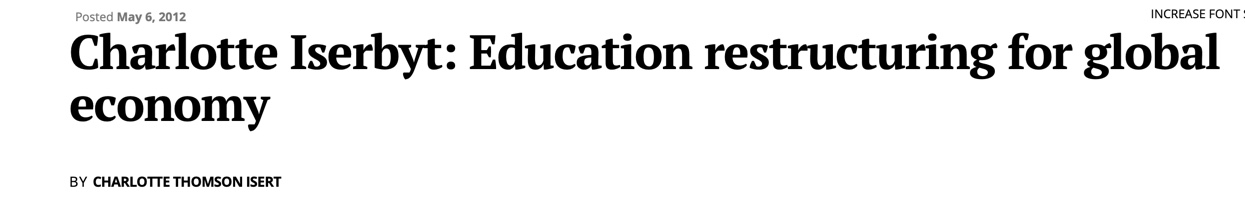 Posted May 6, 2012
INCREASE FONT
Charlotte Iserbyt: Education restructuring for global
economy
BY CHARLOTTE THOMSON ISERT